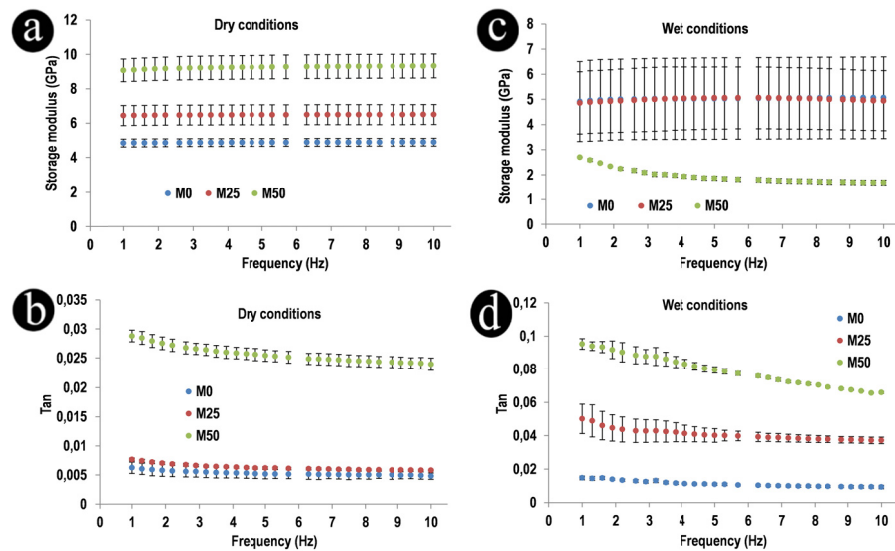 a
Dry conditions
12
10
8
6
4
2
0
Storage modulus (GPa)
M0 M25 M50
0 1 2 3 4 5 6 7 8 9 10
Frequency (Hz)
c
Wet conditions
8
7
6
5
4
3
2
1
0
Storage modulus (GPa)
M0 M25 M50
0 1 2 3 4 5 6 7 8 9 10
Frequency (Hz)
b
Dry conditions
0,035
0,03
0,025
0,02
0,015
0,01
0,005
0
Tan
M0
M25
M50
0 1 2 3 4 5 6 7 8 9 10
Frequency (Hz)
d
Wet conditions
0,12
0,1
0,08
0,06
0,04
0,02
0
Tan
M0
M25
M50
0 1 2 3 4 5 6 7 8 9 10
Frequency (Hz)